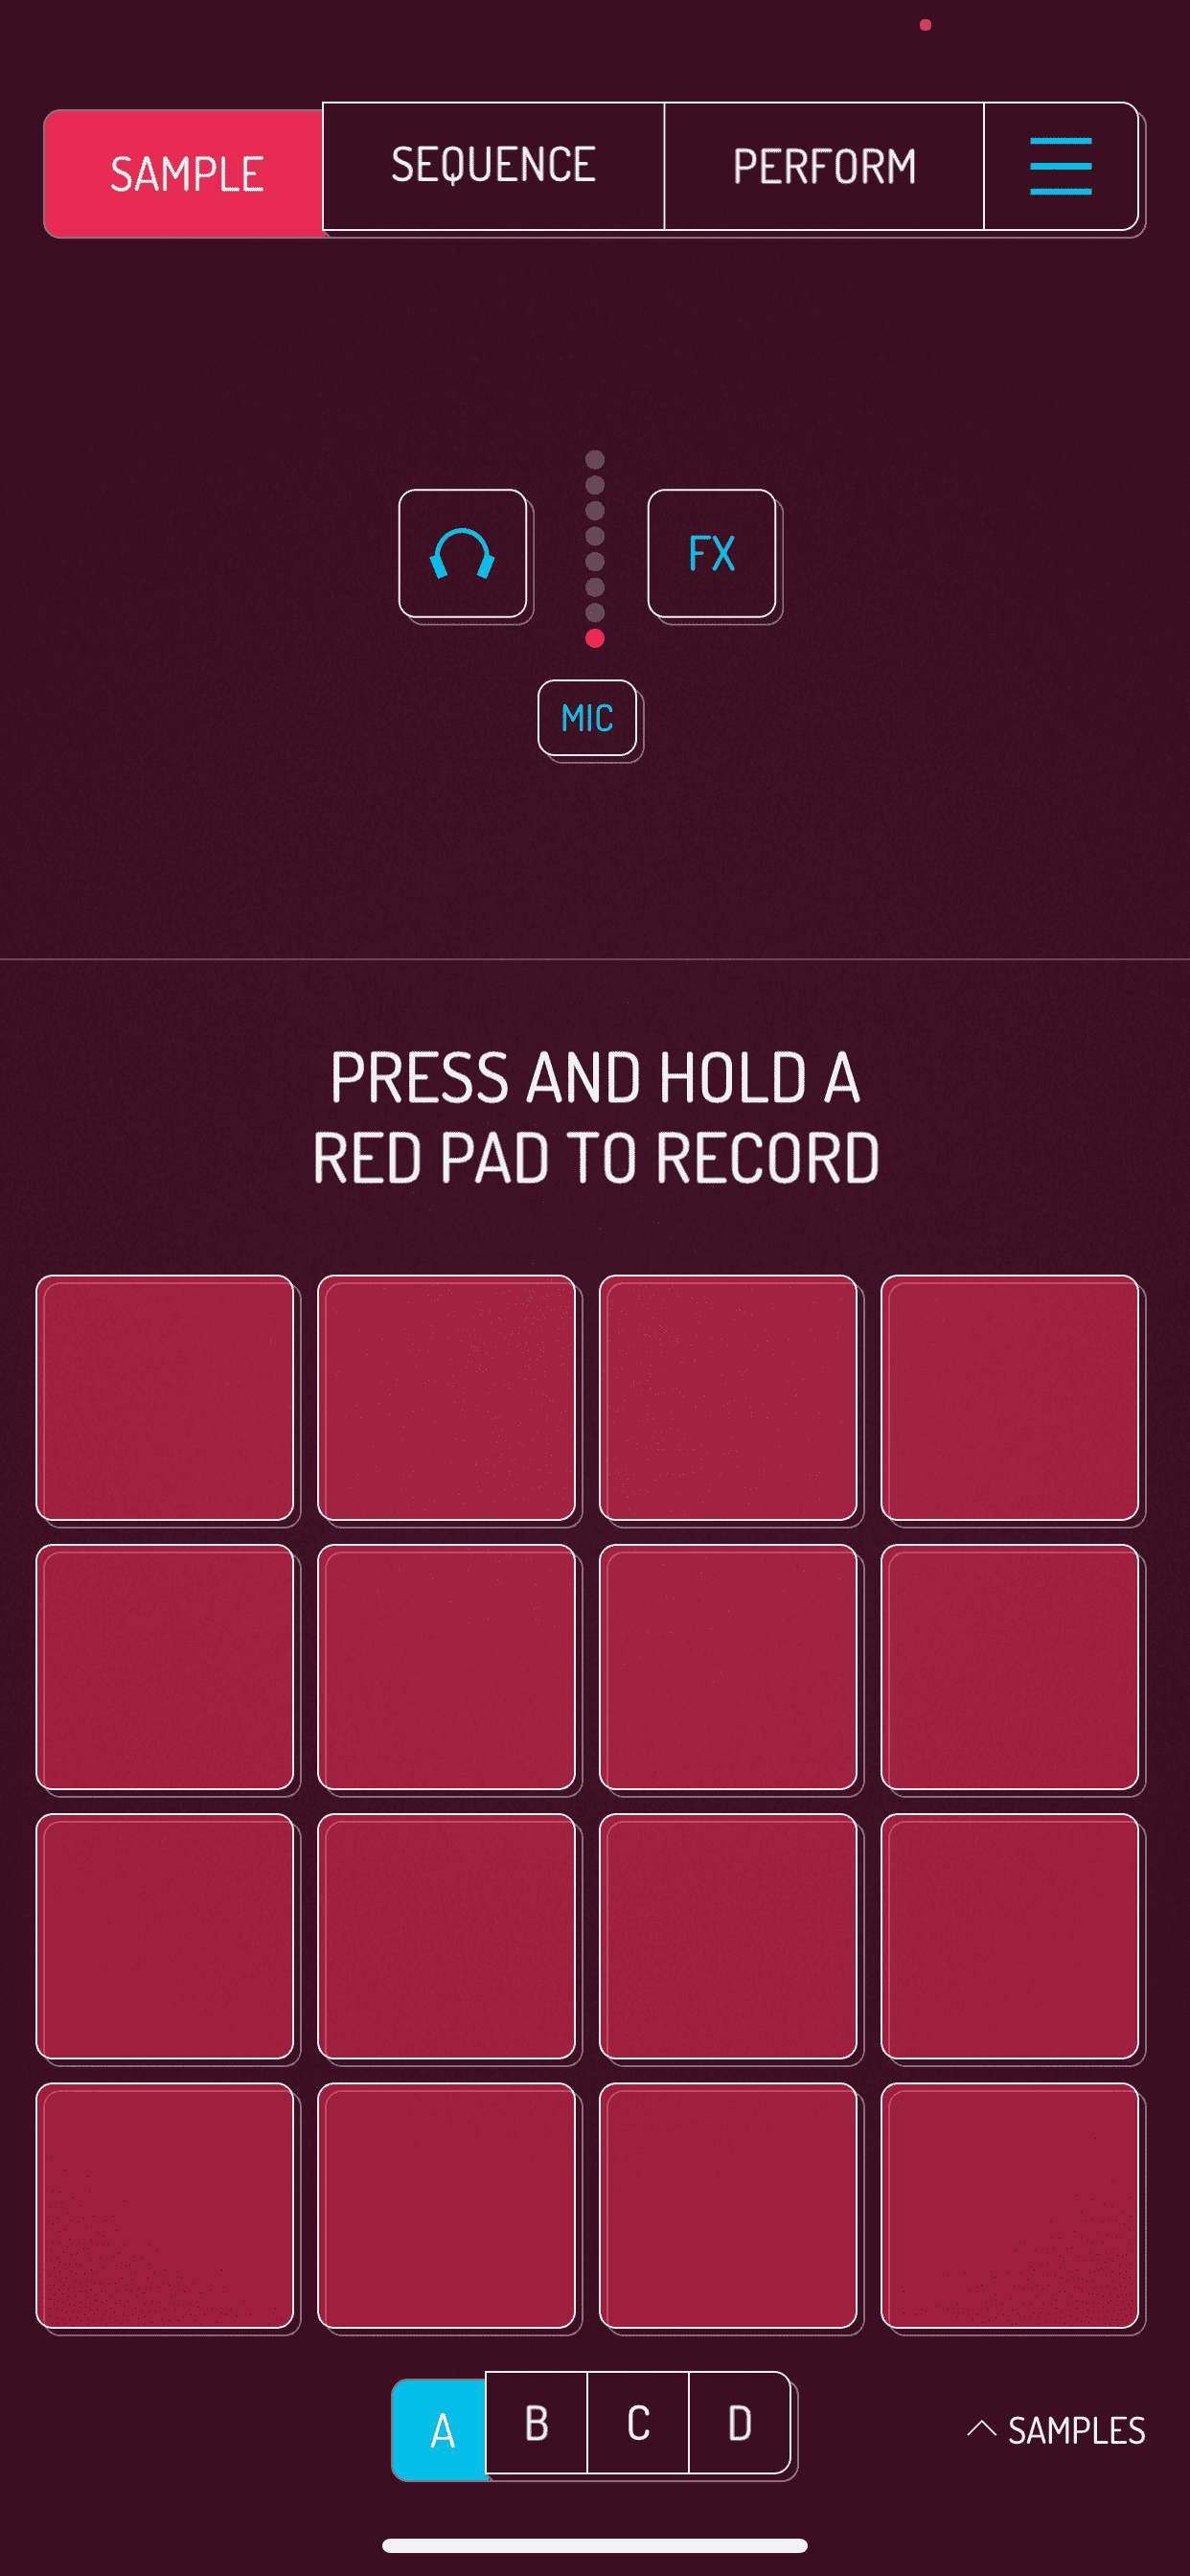 SAMPLE
SEQUENCE
PERFORM
FX
MIC
PRESS AND HOLD A
RED PAD TO RECORD
A
B
C
D
SAMPLES